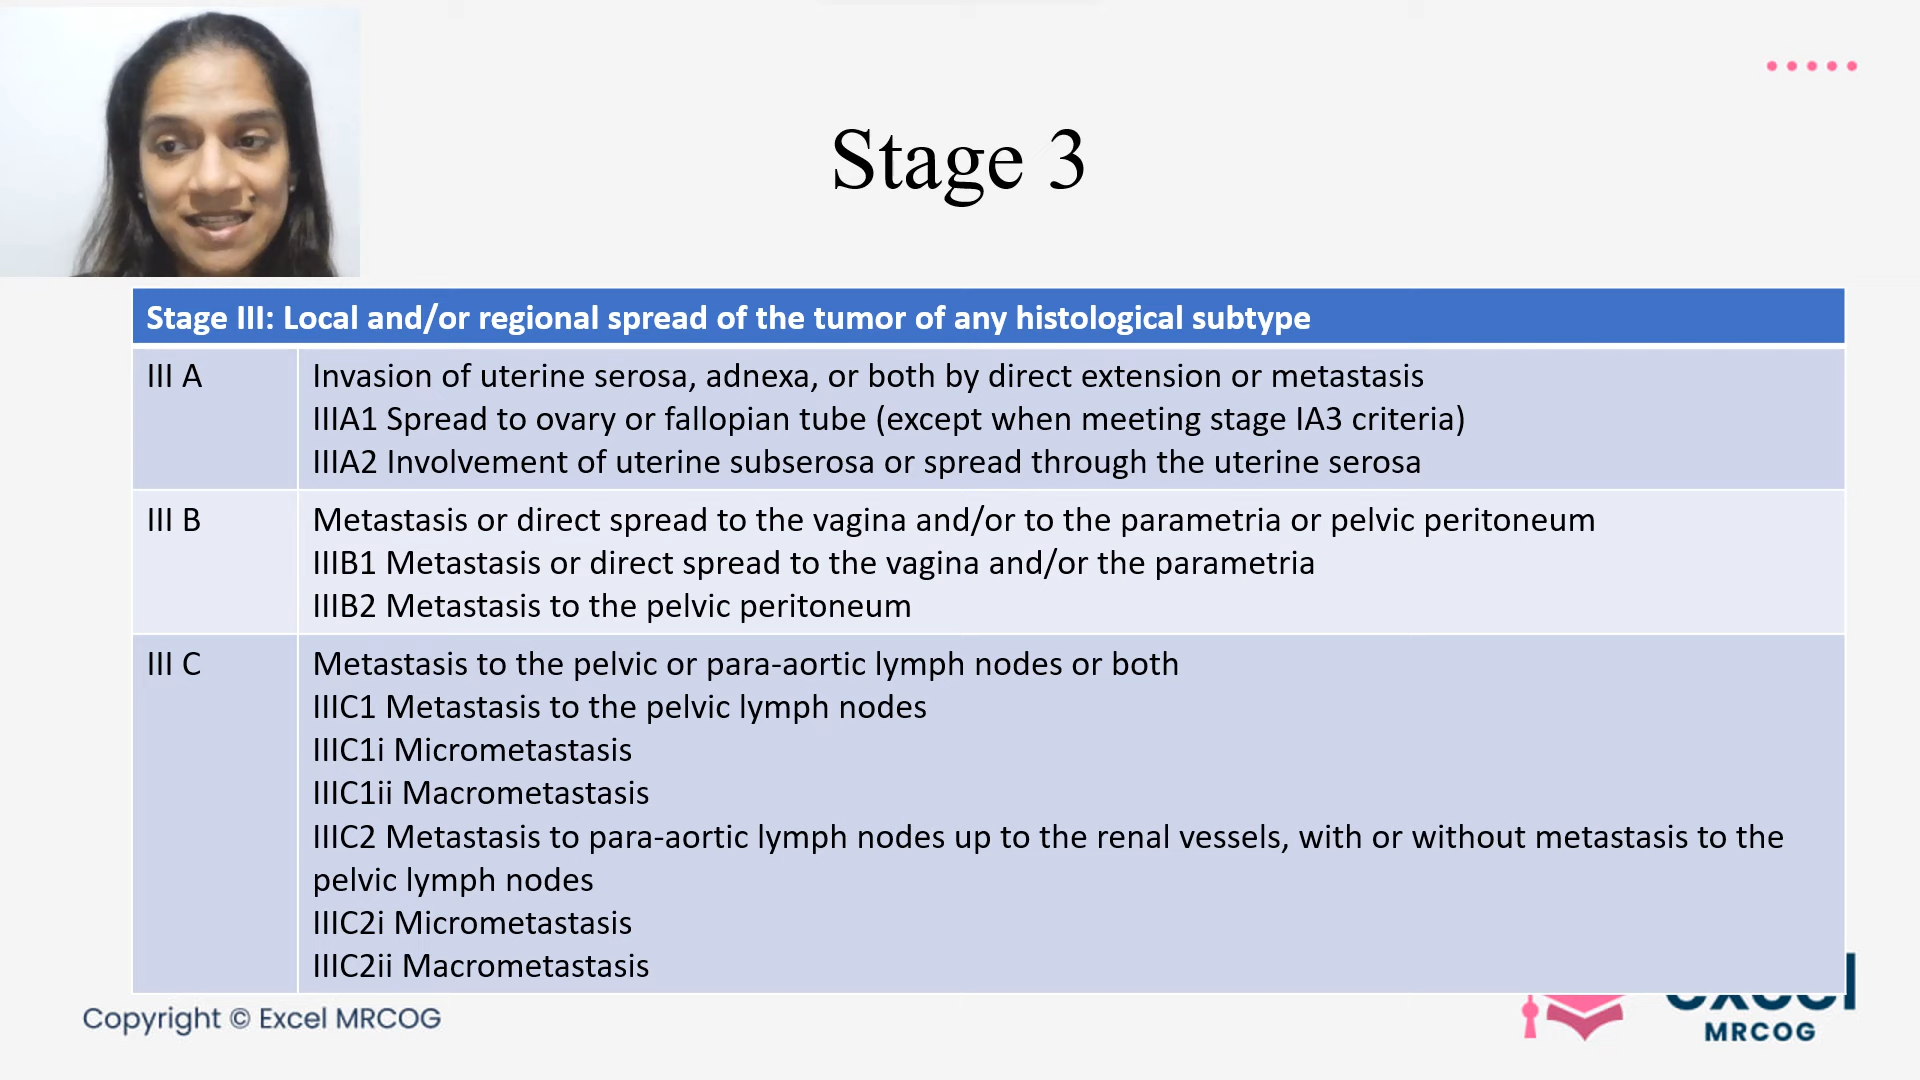 Stage 3
Stage III: Local and/or regional spread of the tumor of any histological subtype
III A
Invasion of uterine serosa, adnexa, or both by direct extension or metastasis
IIIA1 Spread to ovary or fallopian tube (except when meeting stage IA3 criteria)
IIIA2 Involvement of uterine subserosa or spread through the uterine serosa
III B
Metastasis or direct spread to the vagina and/or to the parametria or pelvic peritoneum
IIIB1 Metastasis or direct spread to the vagina and/or the parametria
IIIB2 Metastasis to the pelvic peritoneum
III C
Metastasis to the pelvic or para-aortic lymph nodes or both
IIIC1 Metastasis to the pelvic lymph nodes
IIIC1i Micrometastasis
IIIC1ii Macrometastasis
IIIC2 Metastasis to para-aortic lymph nodes up to the renal vessels, with or without metastasis to the
pelvic lymph nodes
IIIC2i Micrometastasis
IIIC2ii Macrometastasis
Copyright © Excel MRCOG
excel
MRCOG